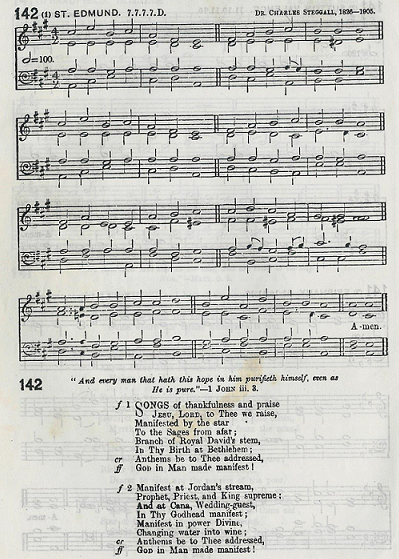 142 (1) ST. EDMUND. 7.7.7.7.D. DR. CHARLES STEGGALL, 1826—1905.
=100.
A-men.
142
"And every man that hath this hope in him purifieth himself, even as
He is pure."—1 JOHN iii. 3.
f 1 SONGS of thankfulness and praise
JESU, LORD, to Thee we raise,
Manifested by the star
To the Sages from afar;
Branch of Royal David's stem,
In Thy Birth at Bethlehem;
cr Anthems be to Thee addressed,
ff GOD in Man made manifest!
f 2 Manifest at Jordan's stream,
Prophet, Priest, and King supreme;
And at Cana, Wedding-guest,
In Thy Godhead manifest;
Manifest in power Divine,
Changing water into wine;
cr Anthems be to Thee addressed,
ff GOD in Man made manifest!